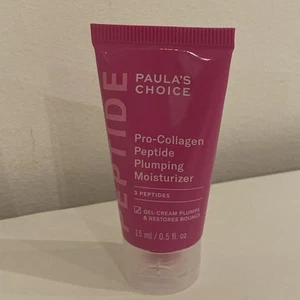 PEPTIDE
PAULA'S
CHOICE
Pro-Collagen
Peptide
Plumping
Moisturizer
3 PEPTIDES
GEL-CREAM PLUMPS
& RESTORES BOUNCE
15 ml / 0.5 fl. oz